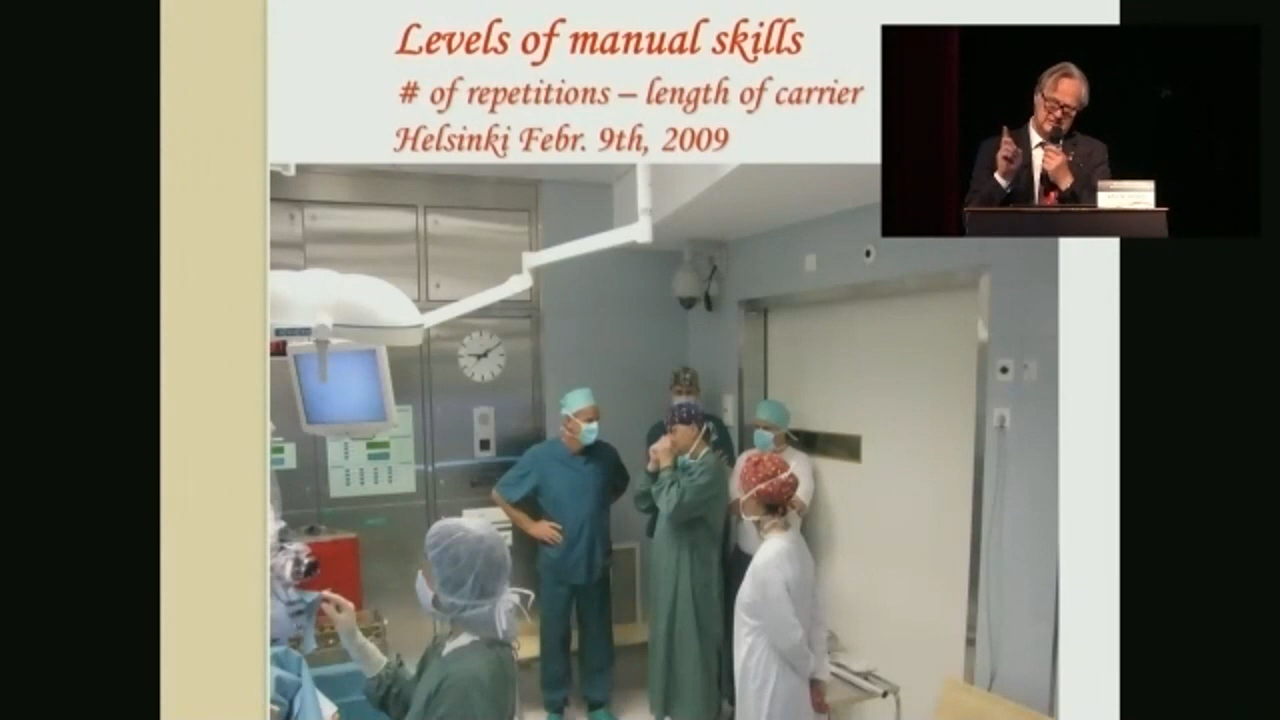 Levels of manual skills
# of repetitions – length of carrier
Helsinki Febr. 9th, 2009